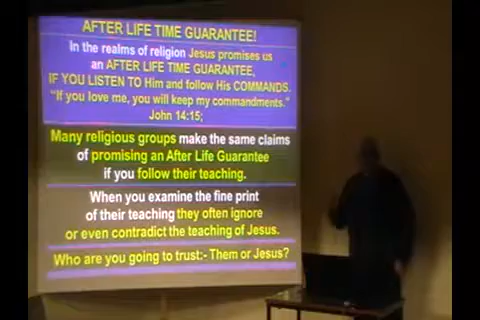 AFTER LIFE TIME GUARANTEE!
In the realms of religion Jesus promises us
an AFTER LIFE TIME GUARANTEE,
IF YOU LISTEN TO Him and follow His COMMANDS.
"If you love me, you will keep my commandments."
John 14:15;
Many religious groups make the same claims
of promising an After Life Guarantee
if you follow their teaching.
When you examine the fine print
of their teaching they often ignore
or even contradict the teaching of Jesus.
Who are you going to trust:- Them or Jesus?